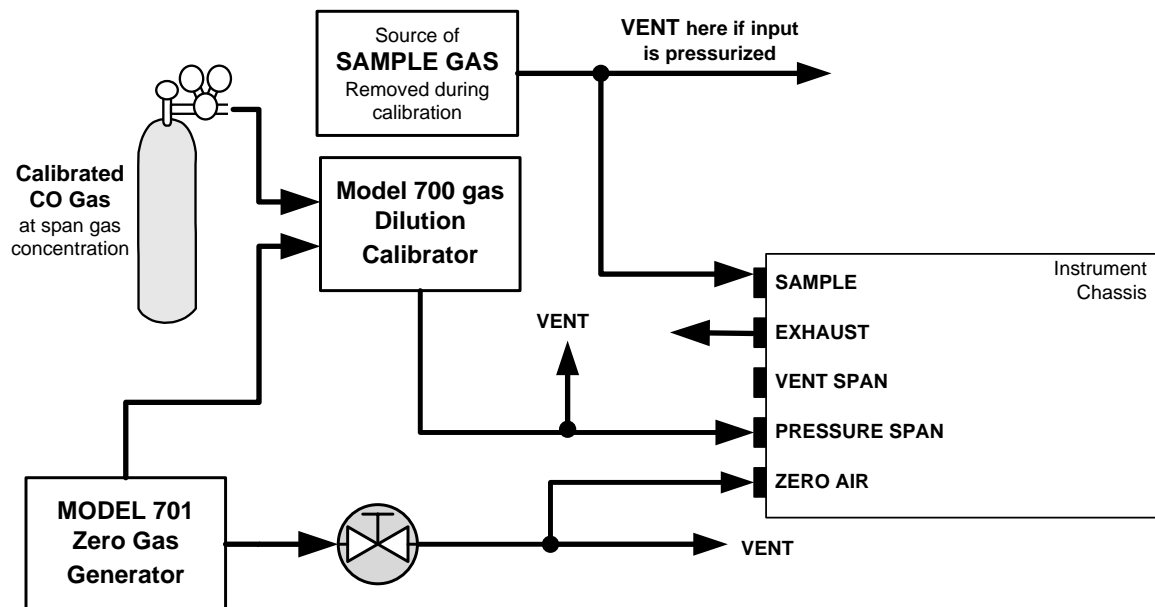 Source of
SAMPLE GAS
Removed during
calibration
VENT here if input
is pressurized
Calibrated
CO Gas
at span gas
concentration
Model 700 gas
Dilution
Calibrator
Instrument
Chassis
SAMPLE
EXHAUST
VENT SPAN
PRESSURE SPAN
ZERO AIR
VENT
MODEL 701
Zero Gas
Generator
VENT